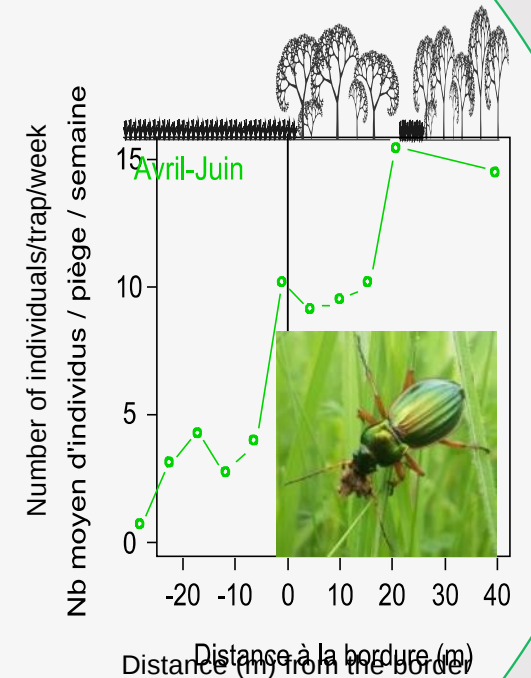 Number of individuals/trap/week
Nb moyen d'individus / piège / semaine
Avril-Juin
15
10
5
0
-20 -10 0 10 20 30 40
Distance à la bordure (m)
Distance (m) from the border